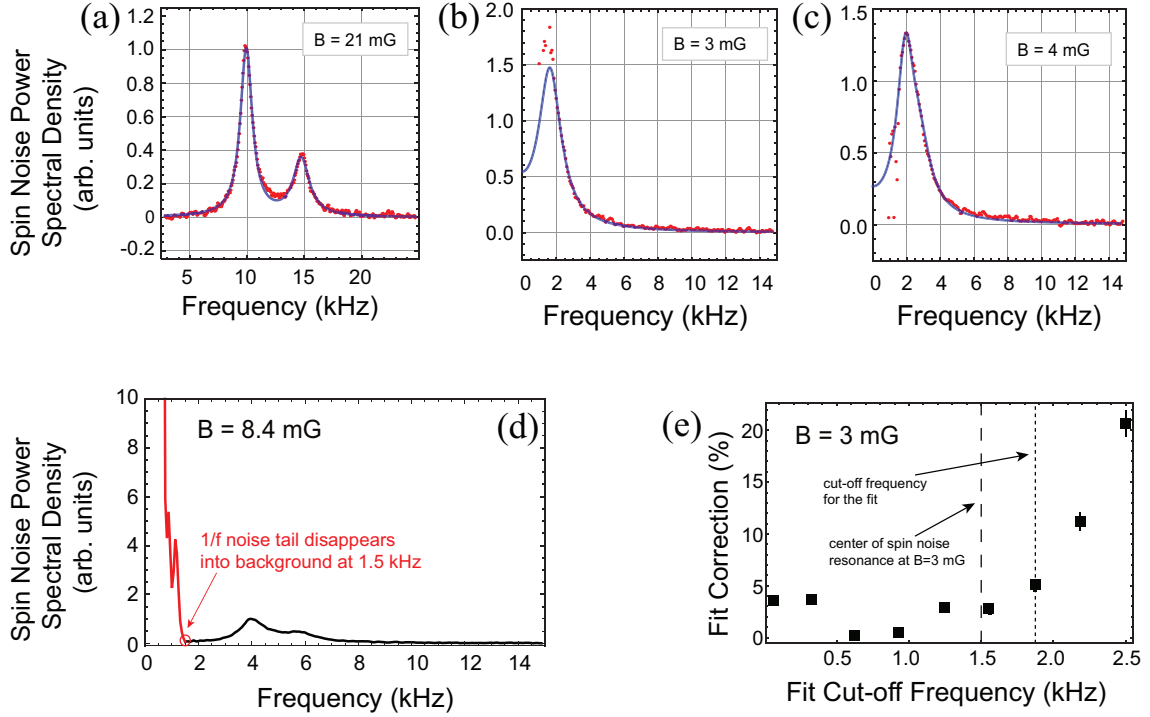 (a)
B = 21 mG
Spin Noise Power
Spectral Density
(arb. units)
1.2
1.0
0.8
0.6
0.4
0.2
0
-0.2
5
10
15
20
Frequency (kHz)
(b)
B = 3 mG
2.0
1.5
1.0
0.5
0.0
0
2
4
6
8
10
12
14
Frequency (kHz)
(c)
B = 4 mG
1.5
1.0
0.5
0.0
0
2
4
6
8
10
12
14
Frequency (kHz)
(d)
B = 8.4 mG
Spin Noise Power
Spectral Density
(arb. units)
10
8
6
4
2
0
1/f noise tail disappears
into background at 1.5 kHz
0
2
4
6
8
10
12
14
Frequency (kHz)
(e)
B = 3 mG
Fit Correction (%)
20
15
10
5
0
cut-off frequency
for the fit
center of spin noise
resonance at B=3 mG
0.5
1.0
1.5
2.0
2.5
Fit Cut-off Frequency (kHz)